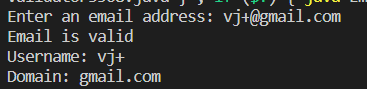 Enter an email address: vj+@gmail.com
Email is valid
Username: vj+
Domain: gmail.com